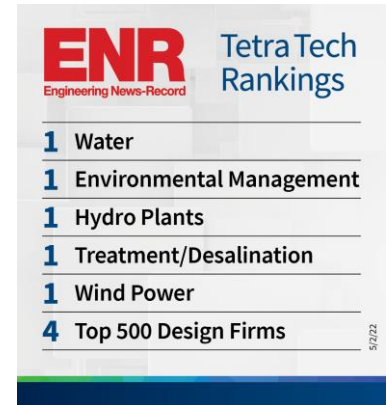 ENR
Engineering News-Record
Tetra Tech
Rankings
1 Water
1 Environmental Management
1 Hydro Plants
1 Treatment/Desalination
1 Wind Power
4 Top 500 Design Firms
5/2/22